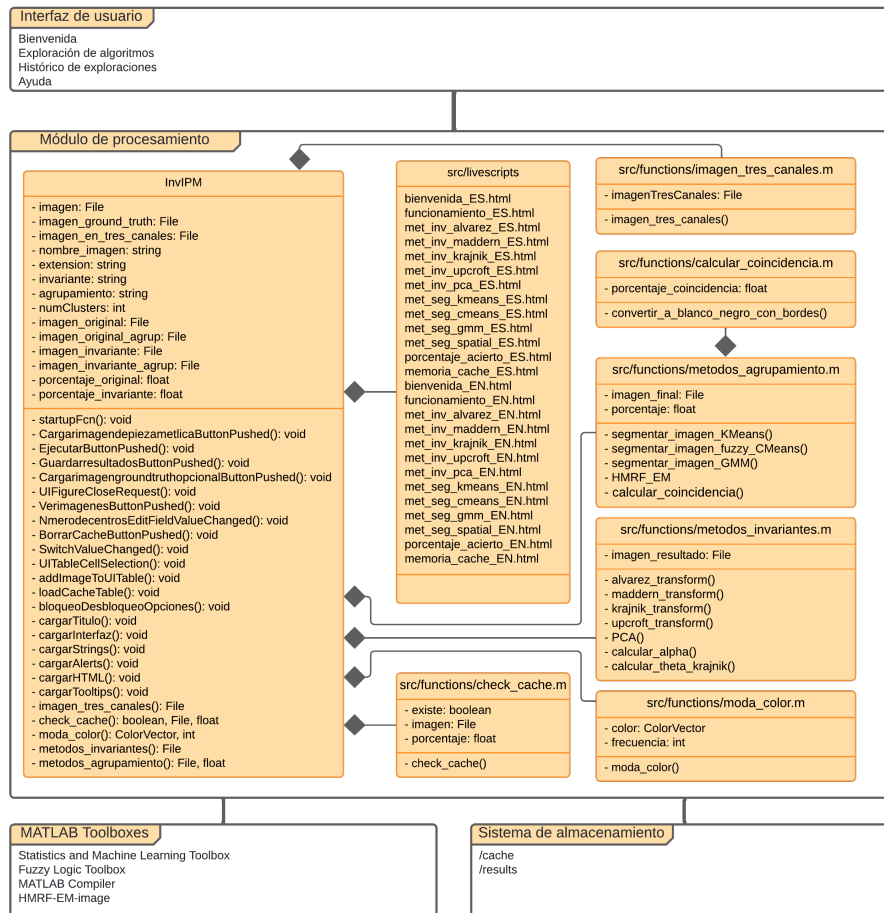 Interfaz de usuario
Bienvenida
Exploración de algoritmos
Histórico de exploraciones
Ayuda
Módulo de procesamiento
InvIPM
- imagen: File
- imagen_ground_truth: File
- imagen_en_tres_canales: File
- nombre_imagen: string
- extension: string
- invariante: string
- agrupamiento: string
- numClusters: int
- imagen_original: File
- imagen_original_agrup: File
- imagen_invariante: File
- imagen_invariante_agrup: File
- porcentaje_original: float
- porcentaje_invariante: float
- startupFcn(): void
- CargarimagendepiezametlicaButtonPushed(): void
- EjecutarButtonPushed(): void
- GuardarresultadosButtonPushed(): void
- CargarimagengroundtruthopcionalButtonPushed(): void
- UIFigureCloseRequest(): void
- VerimagenesButtonPushed(): void
- NmerodecentrosEditFieldValueChanged(): void
- BorrarCacheButtonPushed(): void
- SwitchValueChanged(): void
- UITableCellSelection(): void
- addImageToUITable(): void
- loadCacheTable(): void
- bloqueoDesbloqueoOpciones(): void
- cargarTitulo(): void
- cargarInterfaz(): void
- cargarStrings(): void
- cargarAlerts(): void
- cargarHTML(): void
- cargarTooltips(): void
- imagen_tres_canales(): File
- check_cache(): boolean, File, float
- moda_color(): ColorVector, int
- metodos_invariantes(): File
- metodos_agrupamiento(): File, float
src/livescripts
bienvenida_ES.html
funcionamiento_ES.html
met_inv_alvarez_ES.html
met_inv_maddern_ES.html
met_inv_krajnik_ES.html
met_inv_upcroft_ES.html
met_inv_pca_ES.html
met_seg_kmeans_ES.html
met_seg_cmeans_ES.html
met_seg_gmm_ES.html
met_seg_spatial_ES.html
porcentaje_acierto_ES.html
memoria_cache_ES.html
bienvenida_EN.html
funcionamiento_EN.html
met_inv_alvarez_EN.html
met_inv_maddern_EN.html
met_inv_krajnik_EN.html
met_inv_upcroft_EN.html
met_inv_pca_EN.html
met_seg_kmeans_EN.html
met_seg_cmeans_EN.html
met_seg_gmm_EN.html
met_seg_spatial_EN.html
porcentaje_acierto_EN.html
memoria_cache_EN.html
src/functions/check_cache.m
- existe: boolean
- imagen: File
- porcentaje: float
- check_cache()
src/functions/imagen_tres_canales.m
- imagenTresCanales: File
- imagen_tres_canales()
src/functions/calcular_coincidencia.m
- porcentaje_coincidencia: float
- convertir_a_blanco_negro_con_bordes()
src/functions/metodos_agrupamiento.m
- imagen_final: File
- porcentaje: float
- segmentar_imagen_KMeans()
- segmentar_imagen_fuzzy_CMeans()
- segmentar_imagen_GMM()
- HMRF_EM
- calcular_coincidencia()
src/functions/metodos_invariantes.m
- imagen_resultado: File
- alvarez_transform()
- maddern_transform()
- krajnik_transform()
- upcroft_transform()
- PCA()
- calcular_alpha()
- calcular_theta_krajnik()
src/functions/moda_color.m
- color: ColorVector
- frecuencia: int
- moda_color()
MATLAB Toolboxes
Statistics and Machine Learning Toolbox
Fuzzy Logic Toolbox
MATLAB Compiler
HMRF-EM-image
Sistema de almacenamiento
/cache
/results